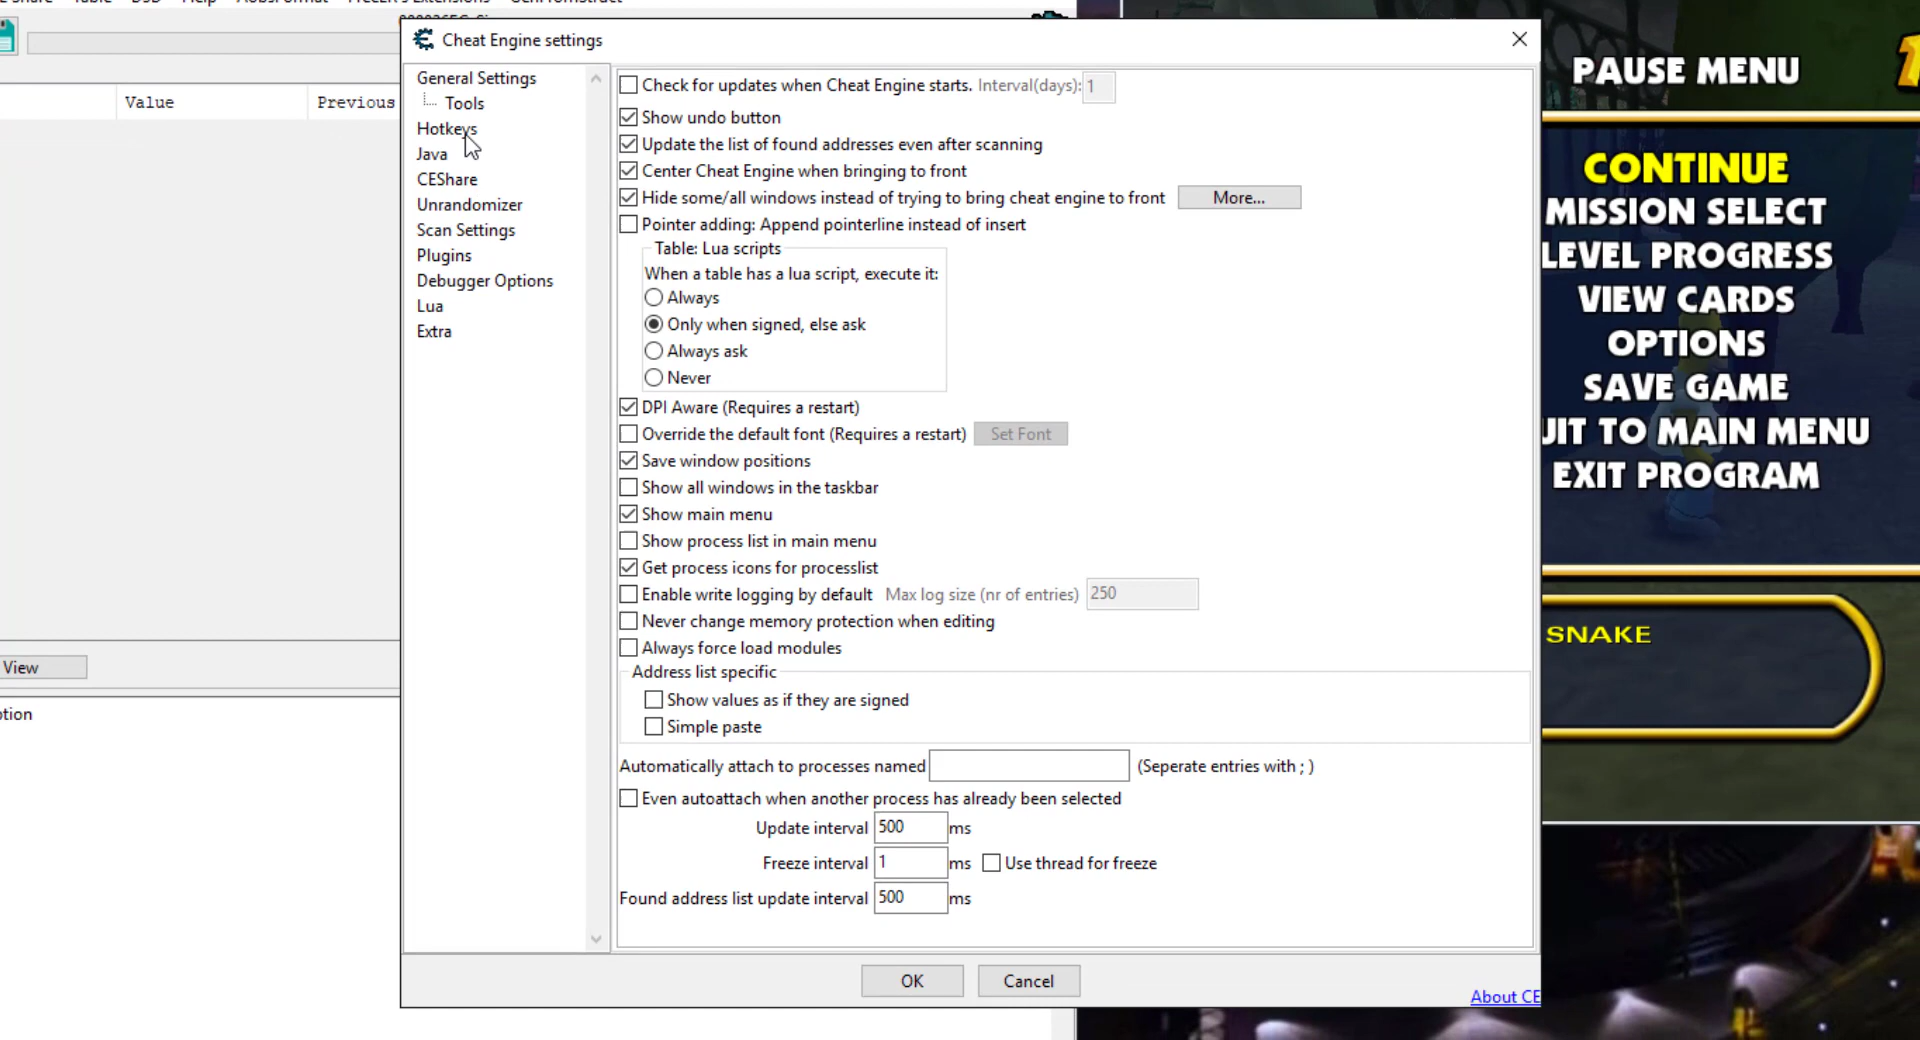 Table
Help
Cheat Engine settings
Value
Previous
View
General Settings
Tools
Hotkeys
Java
CEShare
Unrandomizer
Scan Settings
Plugins
Debugger Options
Lua
Extra
Check for updates when Cheat Engine starts. Interval(days): 1
Show undo button
Update the list of found addresses even after scanning
Center Cheat Engine when bringing to front
Hide some/all windows instead of trying to bring cheat engine to front More...
Pointer adding: Append pointerline instead of insert
Table: Lua scripts
When a table has a lua script, execute it:
Always
Only when signed, else ask
Always ask
Never
DPI Aware (Requires a restart)
Override the default font (Requires a restart) Set Font
Save window positions
Show all windows in the taskbar
Show main menu
Show process list in main menu
Get process icons for processlist
Enable write logging by default Max log size (nr of entries) 250
Never change memory protection when editing
Always force load modules
Address list specific
Show values as if they are signed
Simple paste
Automatically attach to processes named (Seperate entries with ; )
Even autoattach when another process has already been selected
Update interval 500 ms
Freeze interval 1 ms Use thread for freeze
Found address list update interval 500 ms
OK Cancel
About CE
PAUSE MENU
CONTINUE
MISSION SELECT
LEVEL PROGRESS
VIEW CARDS
OPTIONS
SAVE GAME
UIT TO MAIN MENU
EXIT PROGRAM
SNAKE